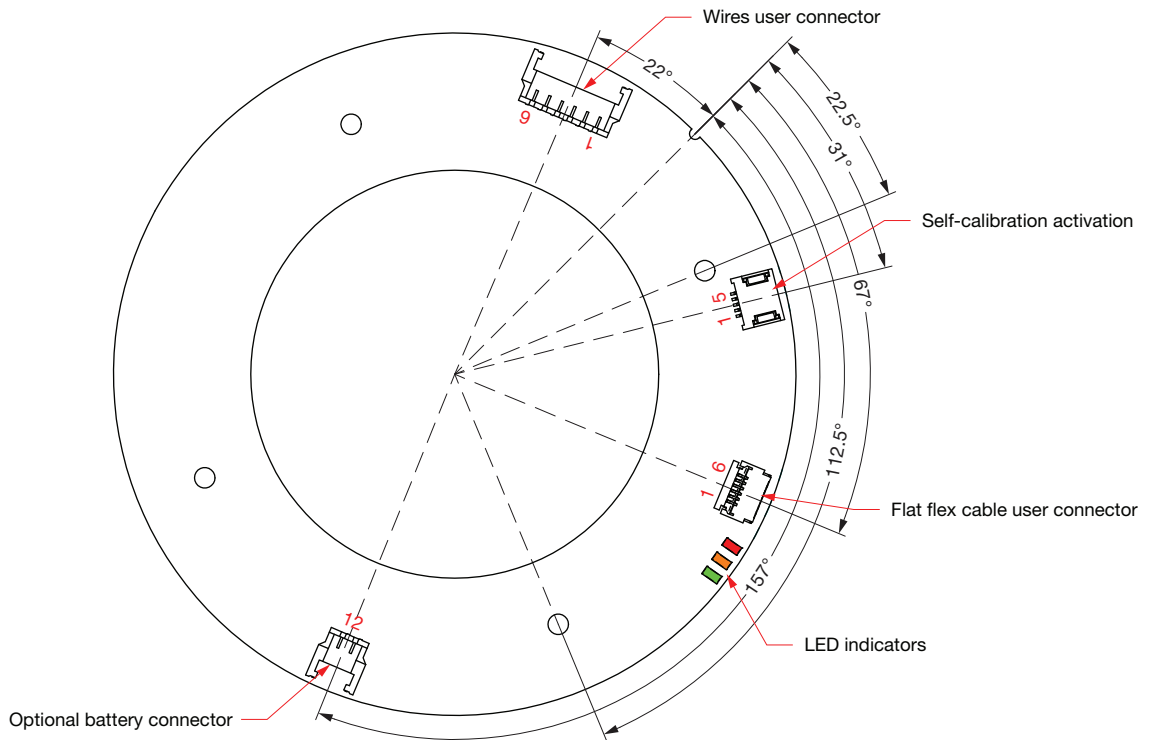 Wires user connector
22°
22.5°
31°
6
1
Self-calibration activation
5
1
67°
112.5°
6
1
Flat flex cable user connector
157°
12
LED indicators
Optional battery connector